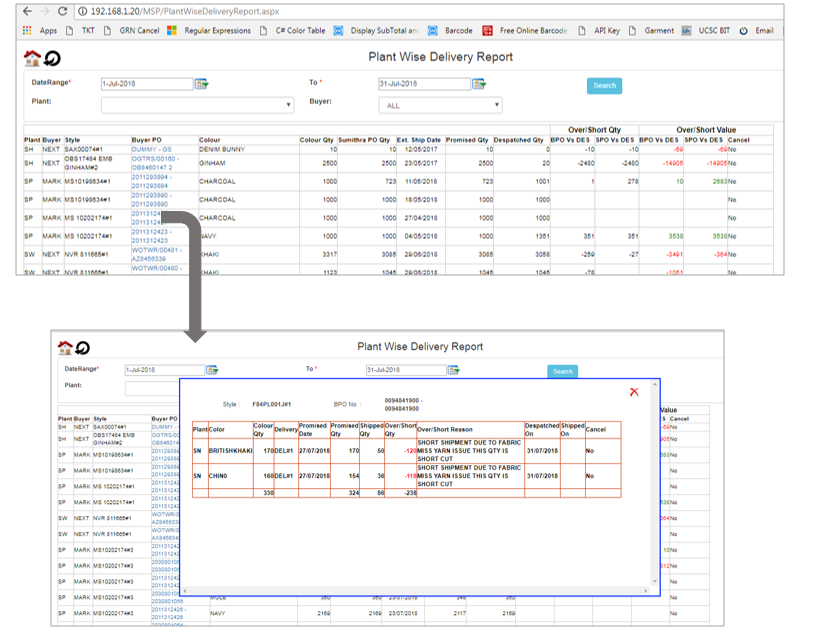 192.168.1.20/MSP/PlantWiseDeliveryReport.aspx
Apps TKT GRN Cancel Regular Expressions C# Color Table Display SubTotal an Barcode Free Online Barcode API Key Garment UCSC BIT Email
Plant Wise Delivery Report
DateRange* 1-Jul-2018 To * 31-Jul-2018 Search
Plant: Buyer: ALL
Over/Short Qty Over/Short Value
Plant Buyer Style Buyer PO Colour Colour Qty Sumithra PO Qty Ext. Ship Date Promised Qty Despatched Qty BPO Vs DES SPO Vs DES BPO Vs DES SPO Vs DES Cancel
SH NEXT SAX00074#1 DUMMY - GS DENIM BUNNY 10 10 12/05/2017 10 0 -10 -10 -69 -69 No
SH NEXT OBS17484 EMB GINHAM#2 OGTRS/00160 - OB8460147 2 GINHAM 2500 2500 23/05/2017 2500 20 -2480 -2480 -14905 -14905 No
SP MARK MS10198634#1 2011293894 - 2011293894 CHARCOAL 1000 723 11/05/2018 723 1001 1 278 10 2683 No
SP MARK MS10198634#1 2011293890 - 2011293890 CHARCOAL 1000 1000 18/05/2018 1000 1000 No
SP MARK MS 10202174#1 CHARCOAL 1000 1000 27/04/2018 1000 1000 No
SP MARK MS 10202174#1 2011312423 - 2011312423 NAVY 1000 1000 04/05/2018 1000 1351 351 351 3538 3538 No
SW NEXT NVR 811665#1 WOTWR/00481 - AZ8456339 KHAKI 3317 3085 29/06/2018 3085 3058 -259 -27 -3491 -364 No
SW NEXT NVR 811665#1 WOTWR/00480 - KHAKI 1123 1045 29/06/2018 1045 1045 -78 -1051 No
Plant Wise Delivery Report
DateRange* 1-Jul-2018 To * 31-Jul-2018 Search
Plant:
Style : F54PL001J#1 BPO No : 0094841900 - 0094841900
Plant Color Colour Qty Delivery Promised Date Promised Qty Shipped Qty Over/Short Qty Over/Short Reason Despatched On Shipped On Cancel
SN BRITISHKHAKI 170 DEL#1 27/07/2018 170 50 -120 SHORT SHIPMENT DUE TO FABRIC MISS YARN ISSUE THIS QTY IS SHORT CUT 31/07/2018 No
SN CHINO 160 DEL#1 27/07/2018 154 36 -118 SHORT SHIPMENT DUE TO FABRIC MISS YARN ISSUE THIS QTY IS SHORT CUT 31/07/2018 No
330 324 86 -238
Plant Buyer Style Buyer PO Value Cancel
SH NEXT SAX00074#1 DUMMY - No
SH NEXT OBS17484 EMB GINHAM#2 No
SP MARK MS10198634#1 No
SP MARK MS10198634#1 No
SP MARK MS 10202174#1 No
SP MARK MS 10202174#1 No
SW NEXT NVR 811665#1 No
SW NEXT NVR 811665#1 No
SP MARK MS10202174#3 No
SP MARK MS10202174#3 No
SP MARK MS10202174#3
SP MARK MS10202174#3
SP MARK MS10202174#3 2011312426 - 2011312426 NAVY 2169 2169 23/07/2018 2117 2169 No